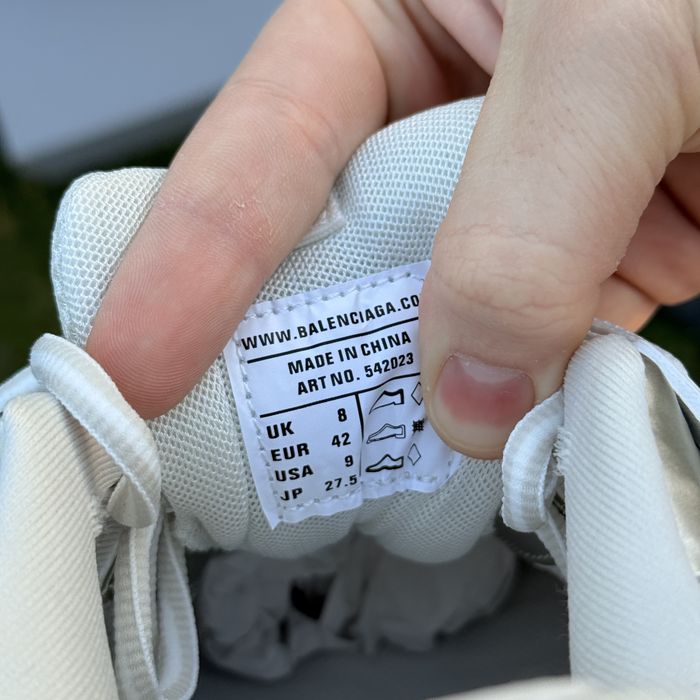 WWW.BALENCIAGA.CO
MADE IN CHINA
ART NO. 542023
UK 8
EUR 42
USA 9
JP 27.5